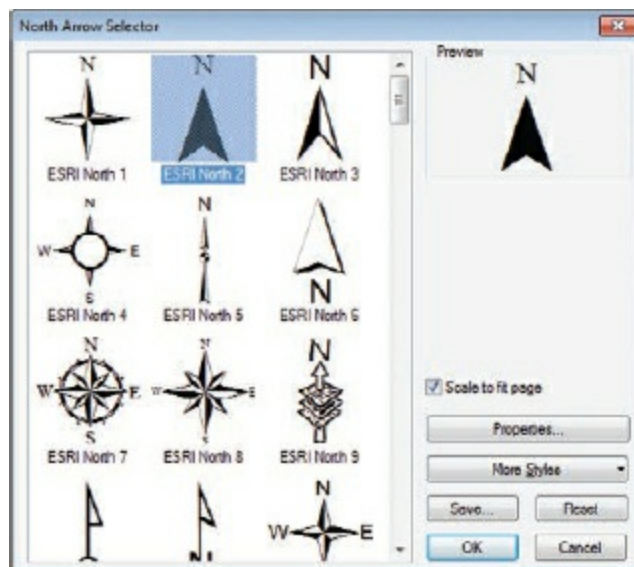 North Arrow Selector
Preview
N
N
N
N
ESRI North 1
ESRI North 2
ESRI North 3
N
W E
S
N
N
ESRI North 4
ESRI North 5
ESRI North 6
N
W E
S
N
W E
S
N
ESRI North 7
ESRI North 8
ESRI North 9
N
W E
N
Scale to fit page
Properties...
More Styles
Save...
Reset
OK
Cancel